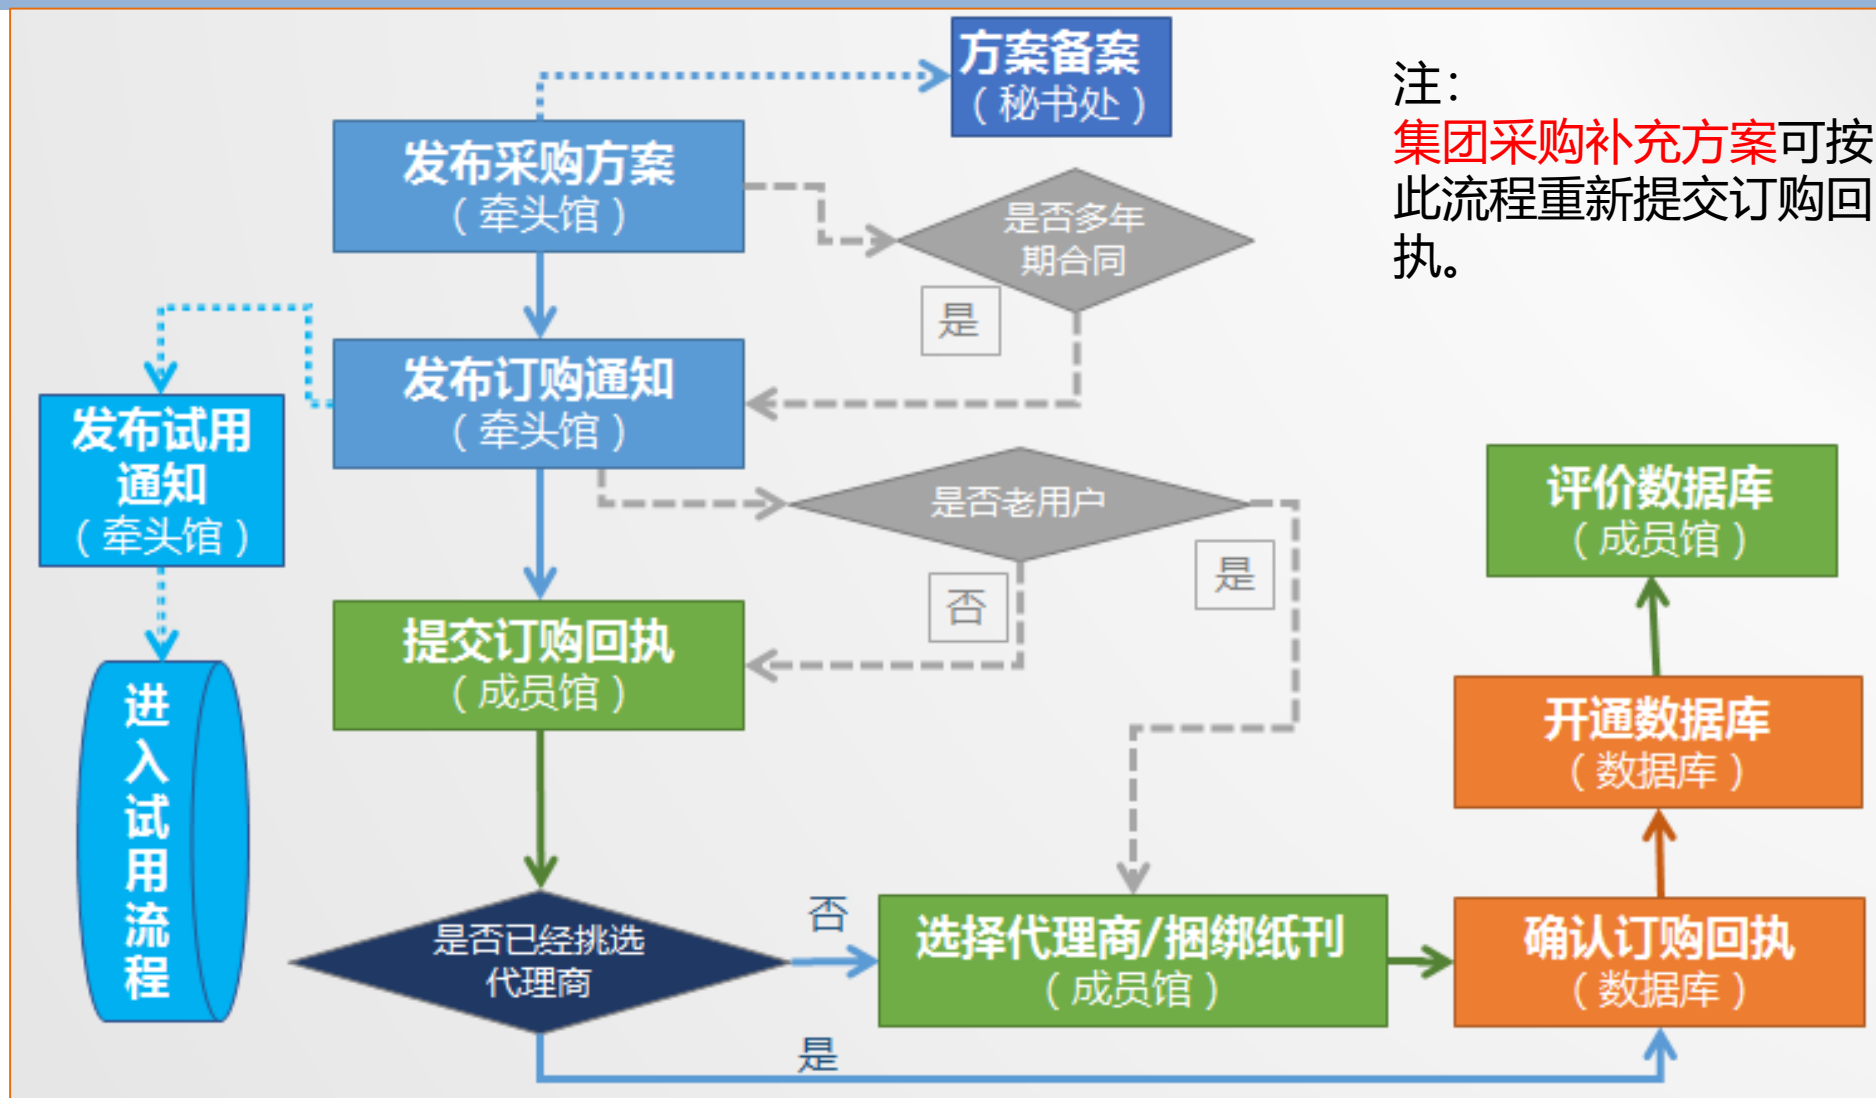 方案备案
（秘书处）
注：
集团采购补充方案可按
此流程重新提交订购回
执。
发布采购方案
（牵头馆）
是否多年
期合同
是
发布订购通知
（牵头馆）
发布试用
通知
（牵头馆）
是否老用户
是
否
评价数据库
（成员馆）
提交订购回执
（成员馆）
进
入
试
用
流
程
开通数据库
（数据库）
是否已经挑选
代理商
否
是
选择代理商/捆绑纸刊
（成员馆）
确认订购回执
（数据库）